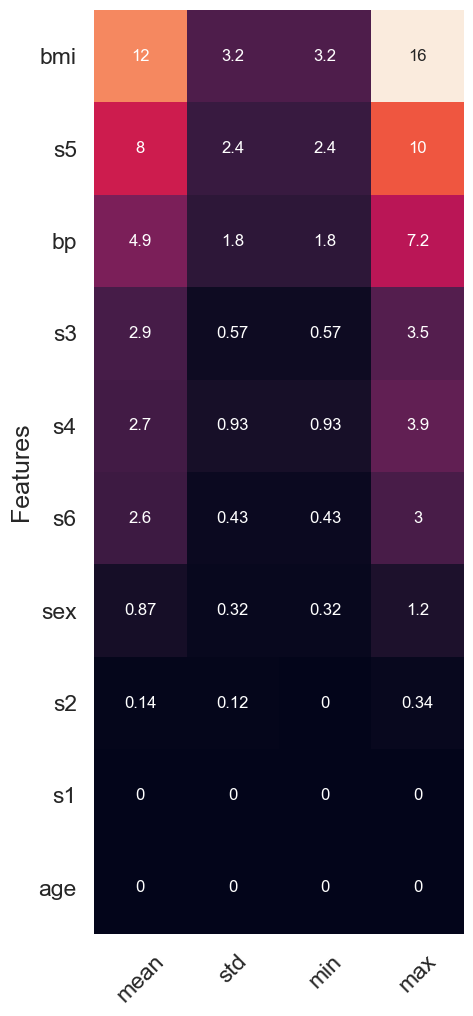 bmi 12 3.2 3.2 16
s5 8 2.4 2.4 10
bp 4.9 1.8 1.8 7.2
s3 2.9 0.57 0.57 3.5
s4 2.7 0.93 0.93 3.9
Features
s6 2.6 0.43 0.43 3
sex 0.87 0.32 0.32 1.2
s2 0.14 0.12 0 0.34
s1 0 0 0 0
age 0 0 0 0
mean std min max